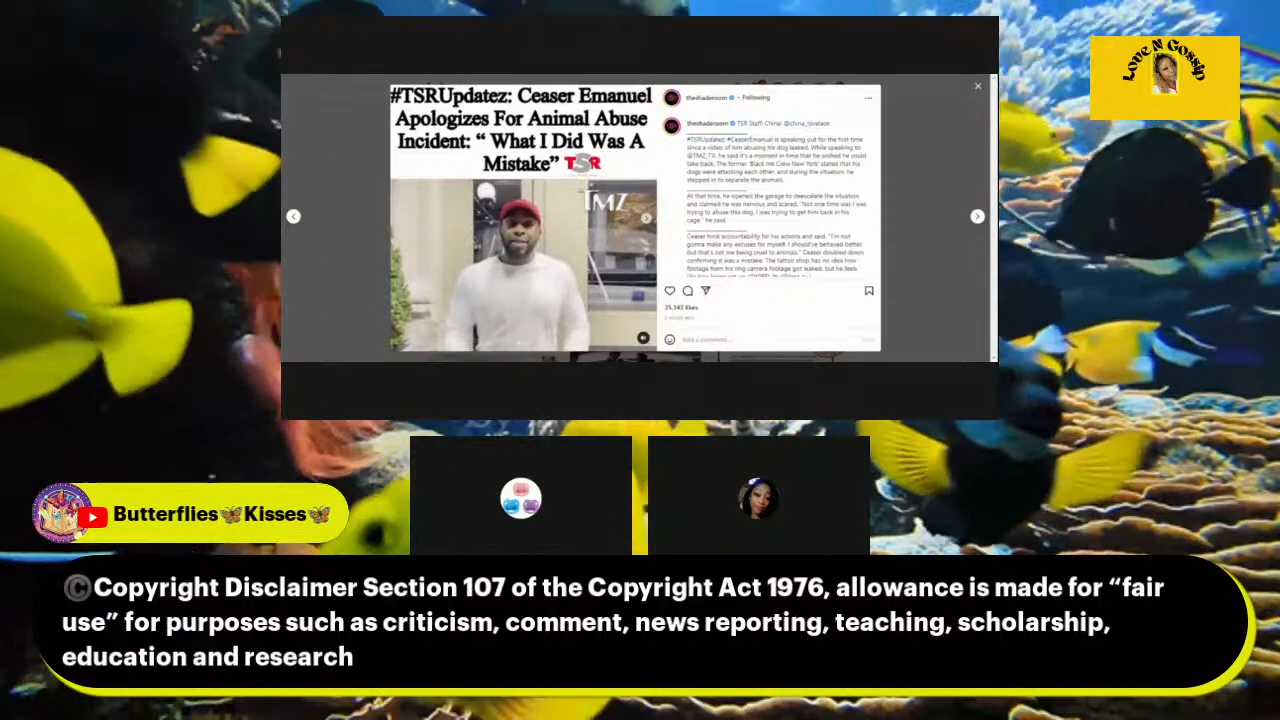 Love N Gossip
#TSRUpdatez: Ceaser Emanuel
Apologizes For Animal Abuse
Incident: “ What I Did Was A
Mistake” TSR
TMZ
theshaderoom • Following
theshaderoom TSR Staff: China! @china_lovelace
#TSRUpdatez: #CeaserEmanuel is speaking out for the first time
since a video of him abusing his dog leaked. While speaking to
@TMZ_TV, he said it's a moment in time that he wished he could
take back. The former 'Black Ink Crew New York' stated that his
dogs were attacking each other, and during the situation, he
stepped in to separate the animals.
At that time, he opened the garage to deescalate the situation
and claimed he was nervous and scared. "Not one time was I was
trying to abuse this dog. I was trying to get him back in his
cage," he said.
Ceaser took accountability for his actions and said, "I'm not
gonna make any excuses for myself. I should've behaved better,
but that's not me being cruel to animals." Ceaser doubled down
confirming it was a mistake. The tattoo shop has no idea how
footage from his ring camera footage got leaked, but he feels
35,343 likes
Add a comment...
Butterflies🦋Kisses🦋
©Copyright Disclaimer Section 107 of the Copyright Act 1976, allowance is made for “fair
use” for purposes such as criticism, comment, news reporting, teaching, scholarship,
education and research